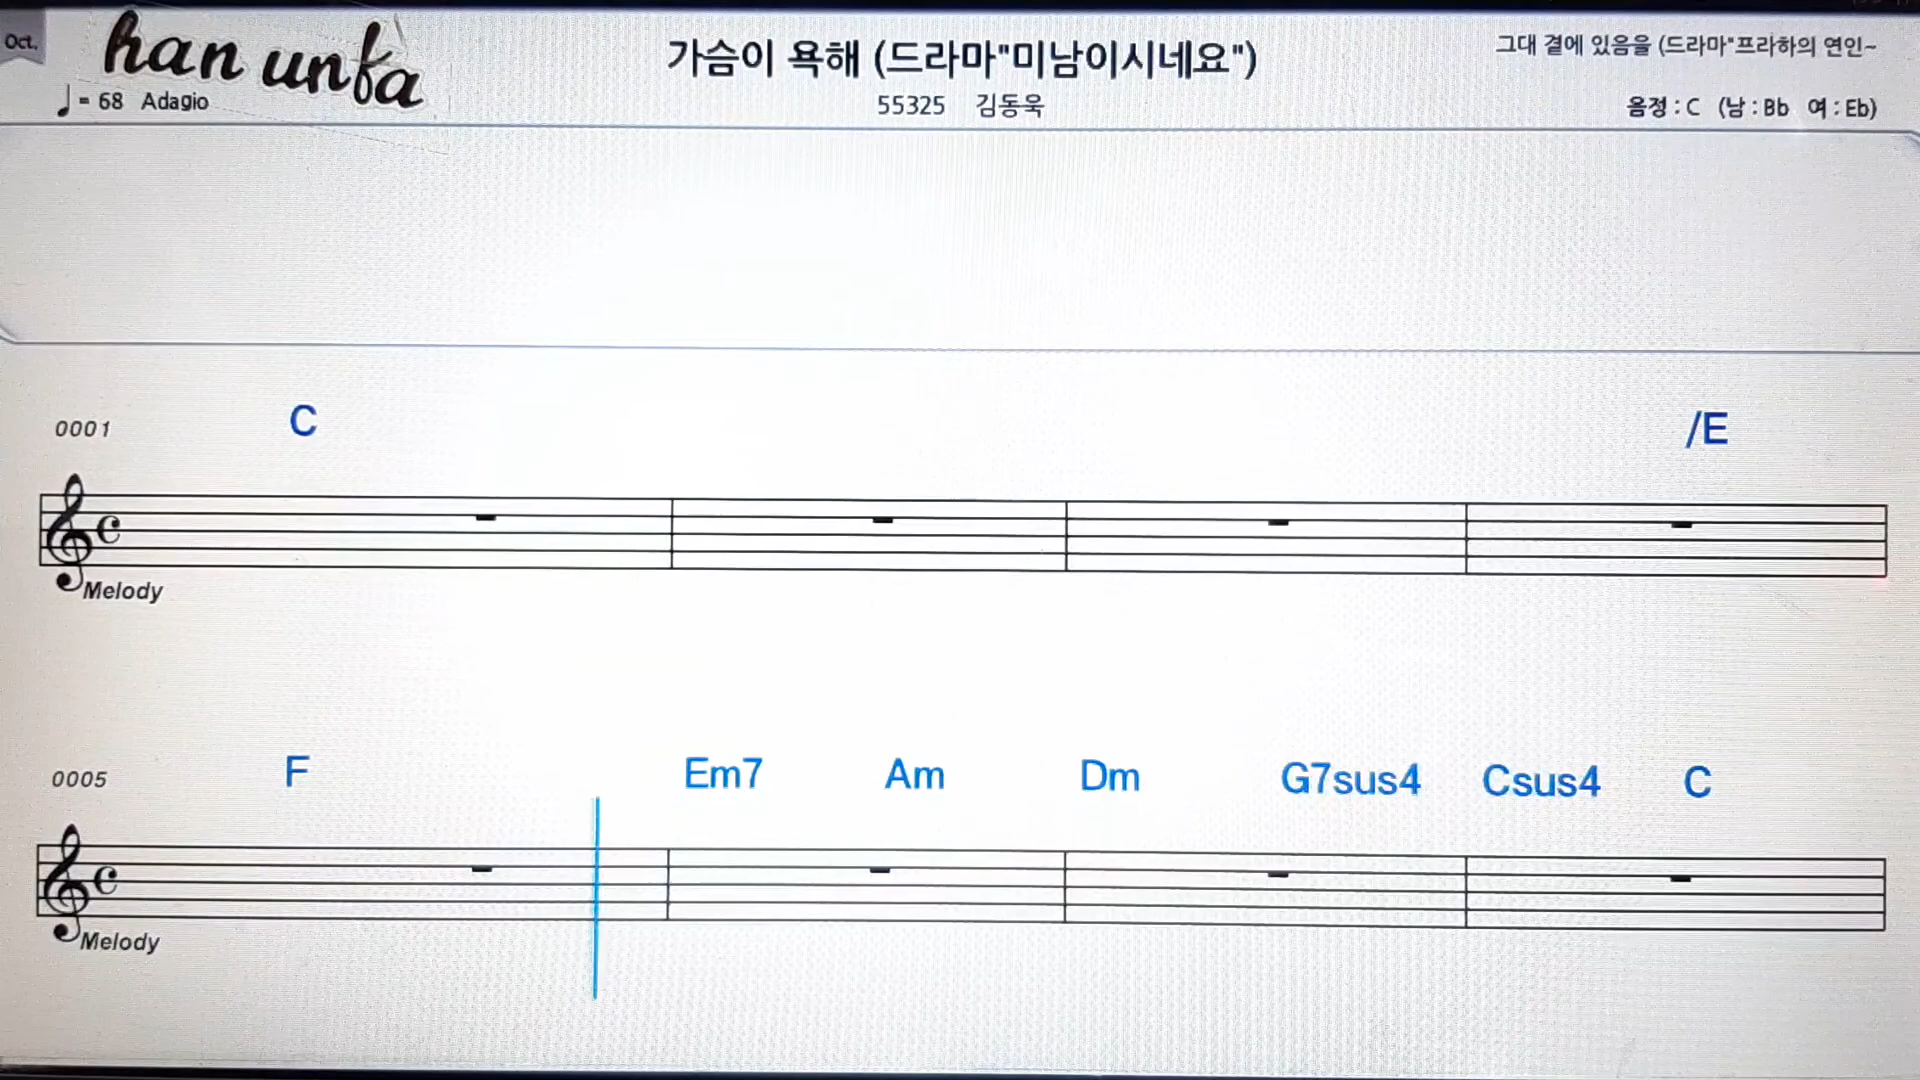 Oct.
han unfa
가슴이 욕해 (드라마"미남이시네요")
그대 곁에 있음을 (드라마"프라하의 연인~
= 68 Adagio
55325 김동욱
음정 : C (남 : Bb 여 : Eb)
0001 C /E
Melody
0005 F Em7 Am Dm G7sus4 Csus4 C
Melody